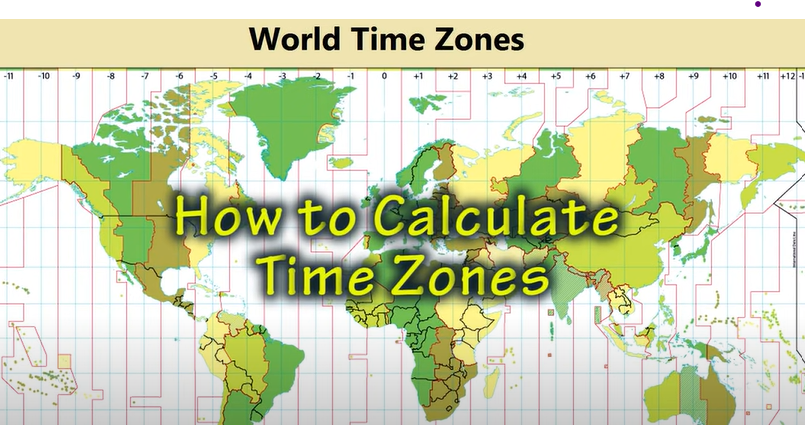 World Time Zones
-11 -10 -9 -8 -7 -6 -5 -4 -3 -2 -1 0 +1 +2 +3 +4 +5 +6 +7 +8 +9 +10 +11 +12
How to Calculate
Time Zones